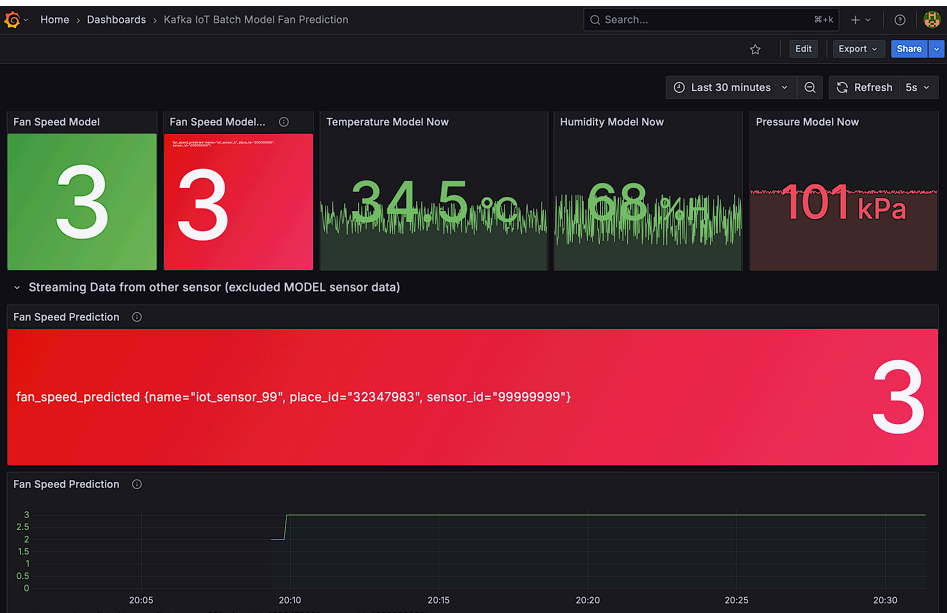 Home › Dashboards › Kafka IoT Batch Model Fan Prediction
Search...
⌘+k
Edit
Export
Share
Last 30 minutes
Refresh
5s
Fan Speed Model
3
Fan Speed Model...
3
Temperature Model Now
34.5 °C
Humidity Model Now
68 %H
Pressure Model Now
101 kPa
Streaming Data from other sensor (excluded MODEL sensor data)
Fan Speed Prediction
fan_speed_predicted {name="iot_sensor_99", place_id="32347983", sensor_id="99999999"}
3
Fan Speed Prediction
3
2.5
2
1.5
1
0.5
0
20:05
20:10
20:15
20:20
20:25
20:30